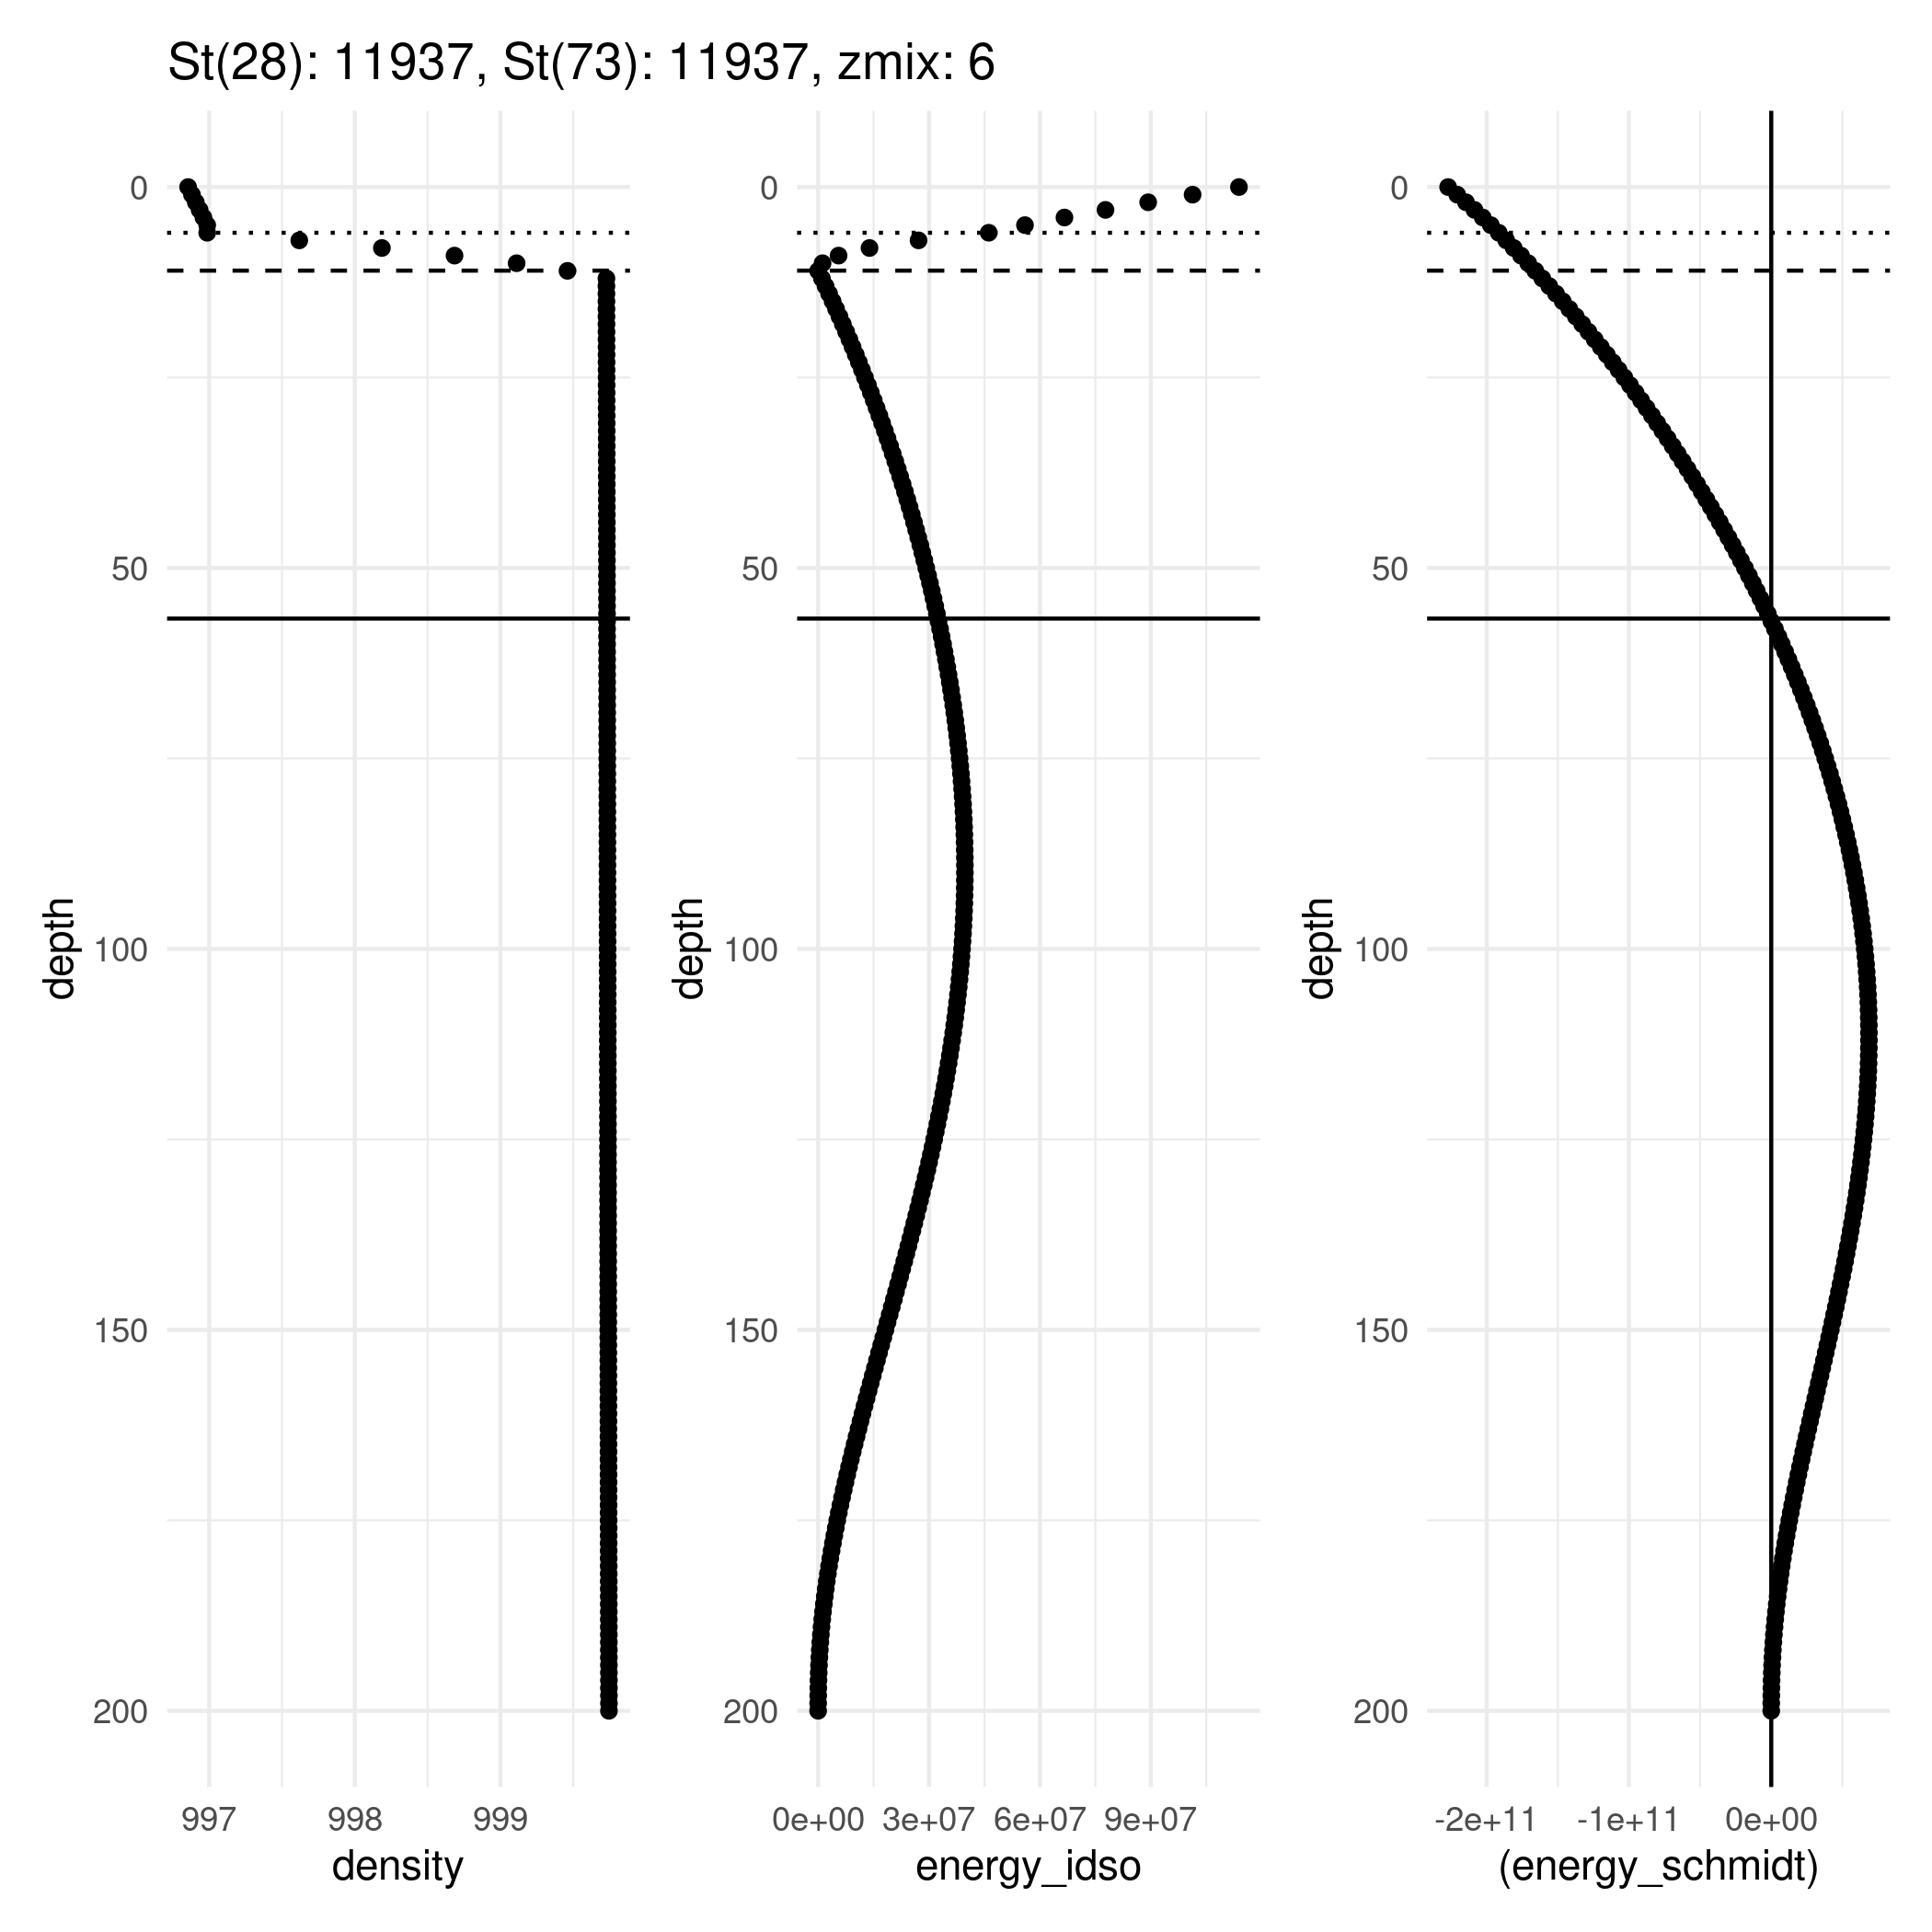 St(28): 11937, St(73): 11937, zmix: 6
0
50
100
150
200
depth
997 998 999
density
0
50
100
150
200
depth
0e+00 3e+07 6e+07 9e+07
energy_idso
0
50
100
150
200
depth
-2e+11 -1e+11 0e+00
(energy_schmidt)